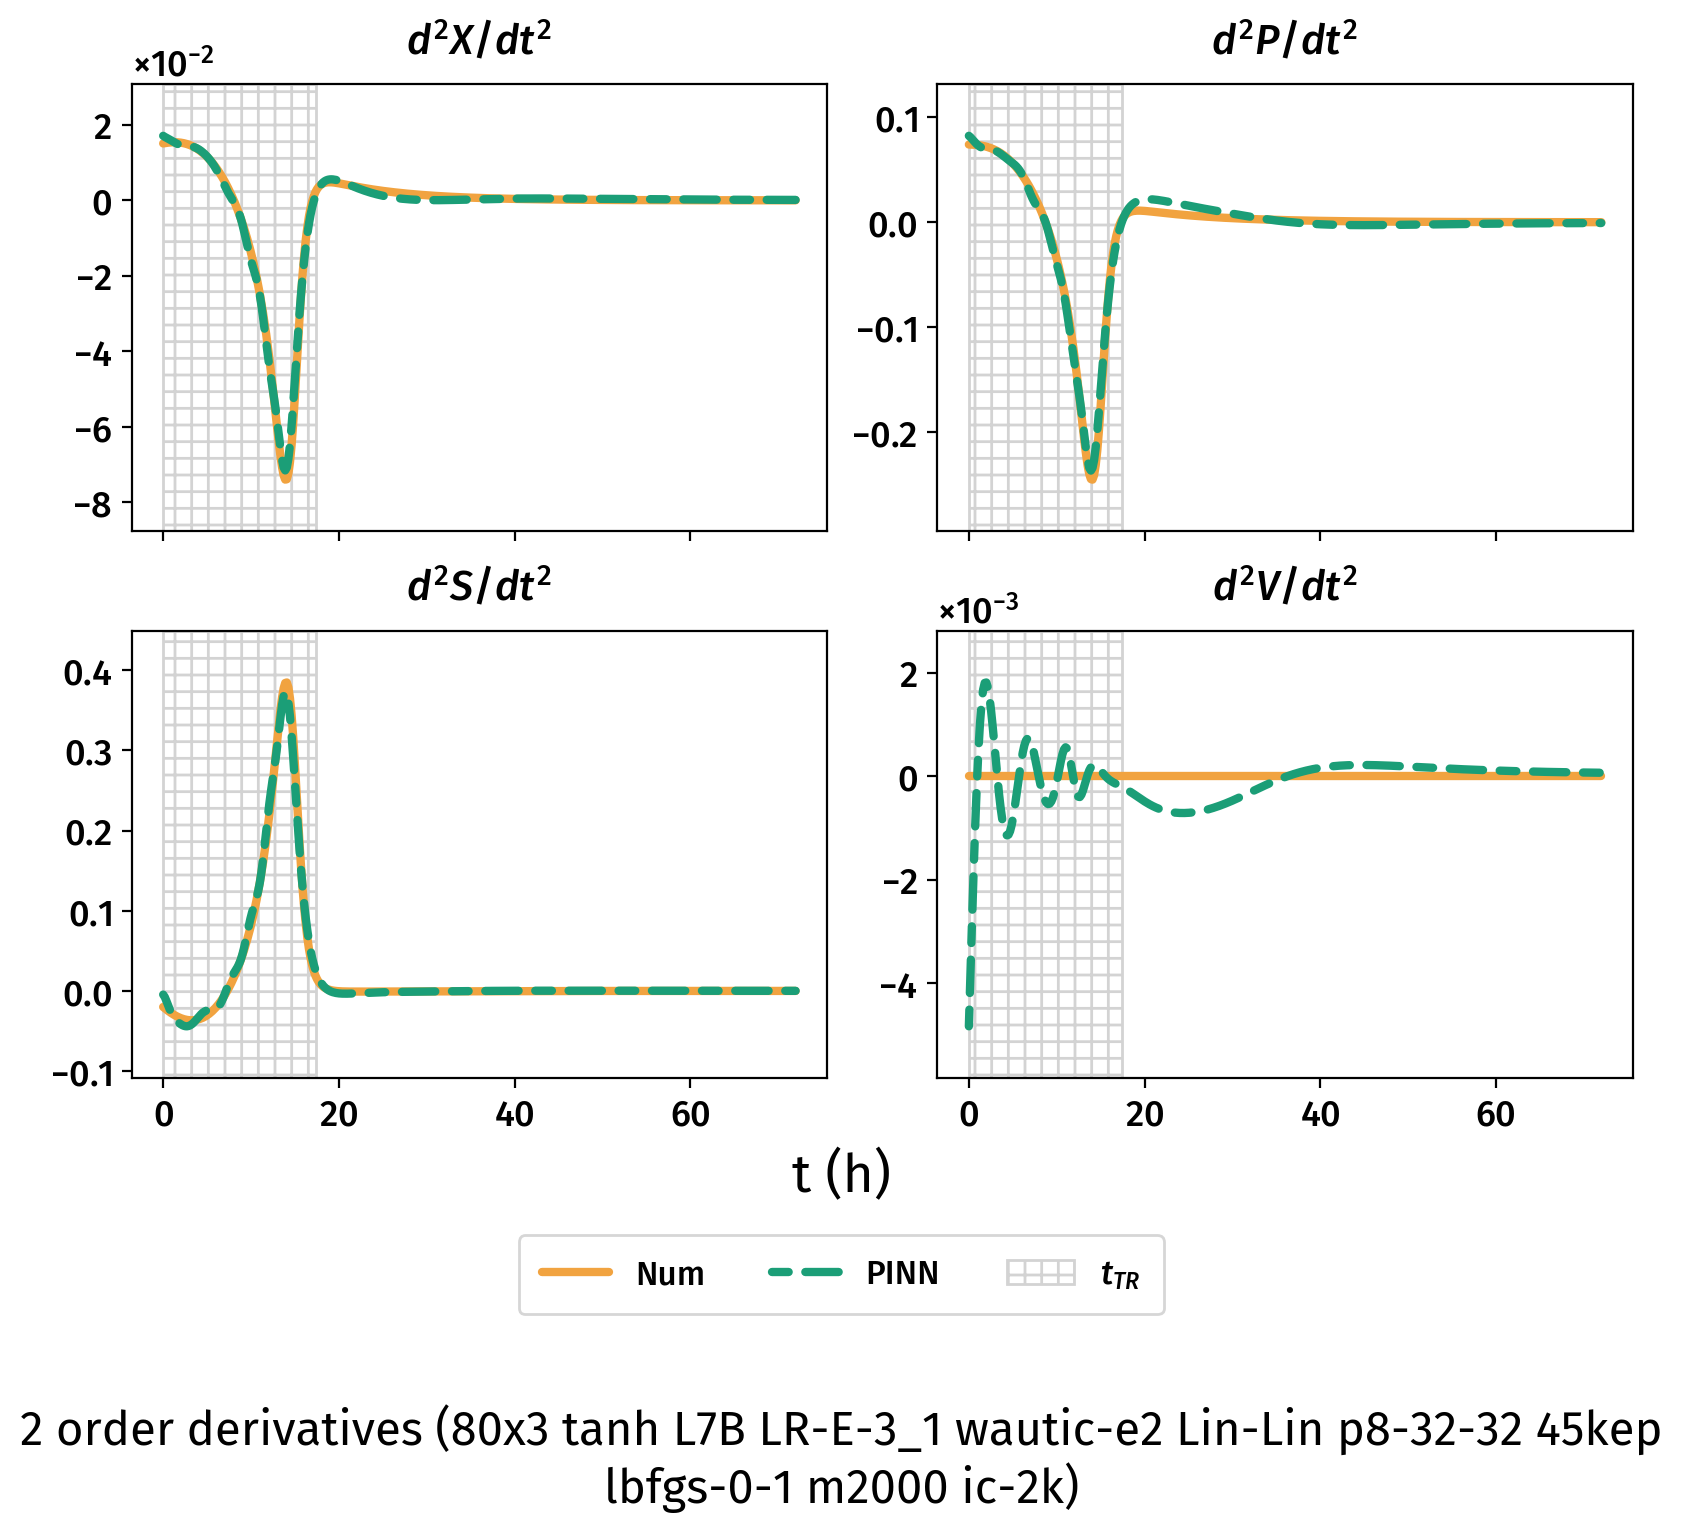 d²X/dt²
d²P/dt²
×10⁻²
2
0
−2
−4
−6
−8
0.1
0.0
−0.1
−0.2
d²S/dt²
d²V/dt²
×10⁻³
0.4
0.3
0.2
0.1
0.0
−0.1
2
0
−2
−4
0 20 40 60
0 20 40 60
t (h)
Num PINN t_TR
2 order derivatives (80x3 tanh L7B LR-E-3_1 wautic-e2 Lin-Lin p8-32-32 45kep
lbfgs-0-1 m2000 ic-2k)